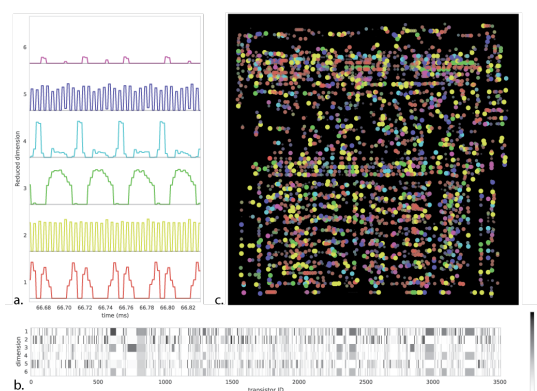 6
5
4
3
2
1
Reduced dimension
66.68 66.70 66.72 66.74 66.76 66.78 66.80 66.82
time (ms)
a.
c.
dimension
1
2
3
4
5
6
0 500 1000 1500 2000 2500 3000 3500
transistor ID
b.